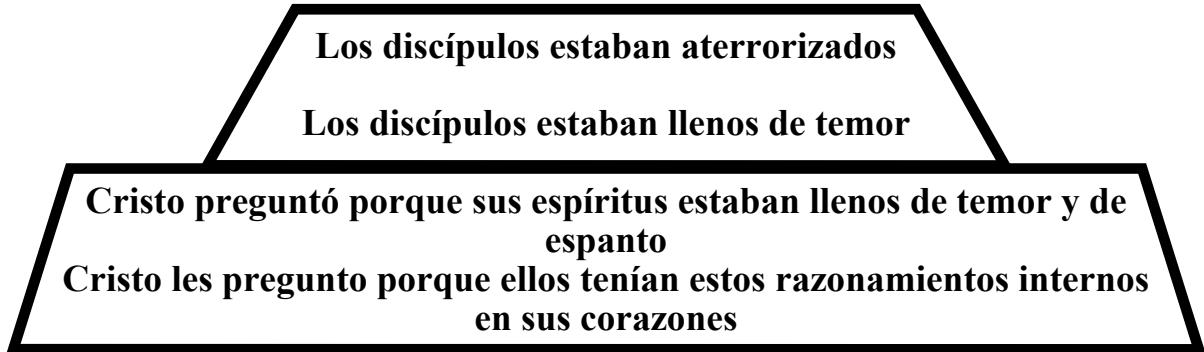 Los discípulos estaban aterrorizados
Los discípulos estaban llenos de temor
Cristo preguntó porque sus espíritus estaban llenos de temor y de
espanto
Cristo les pregunto porque ellos tenían estos razonamientos internos
en sus corazones